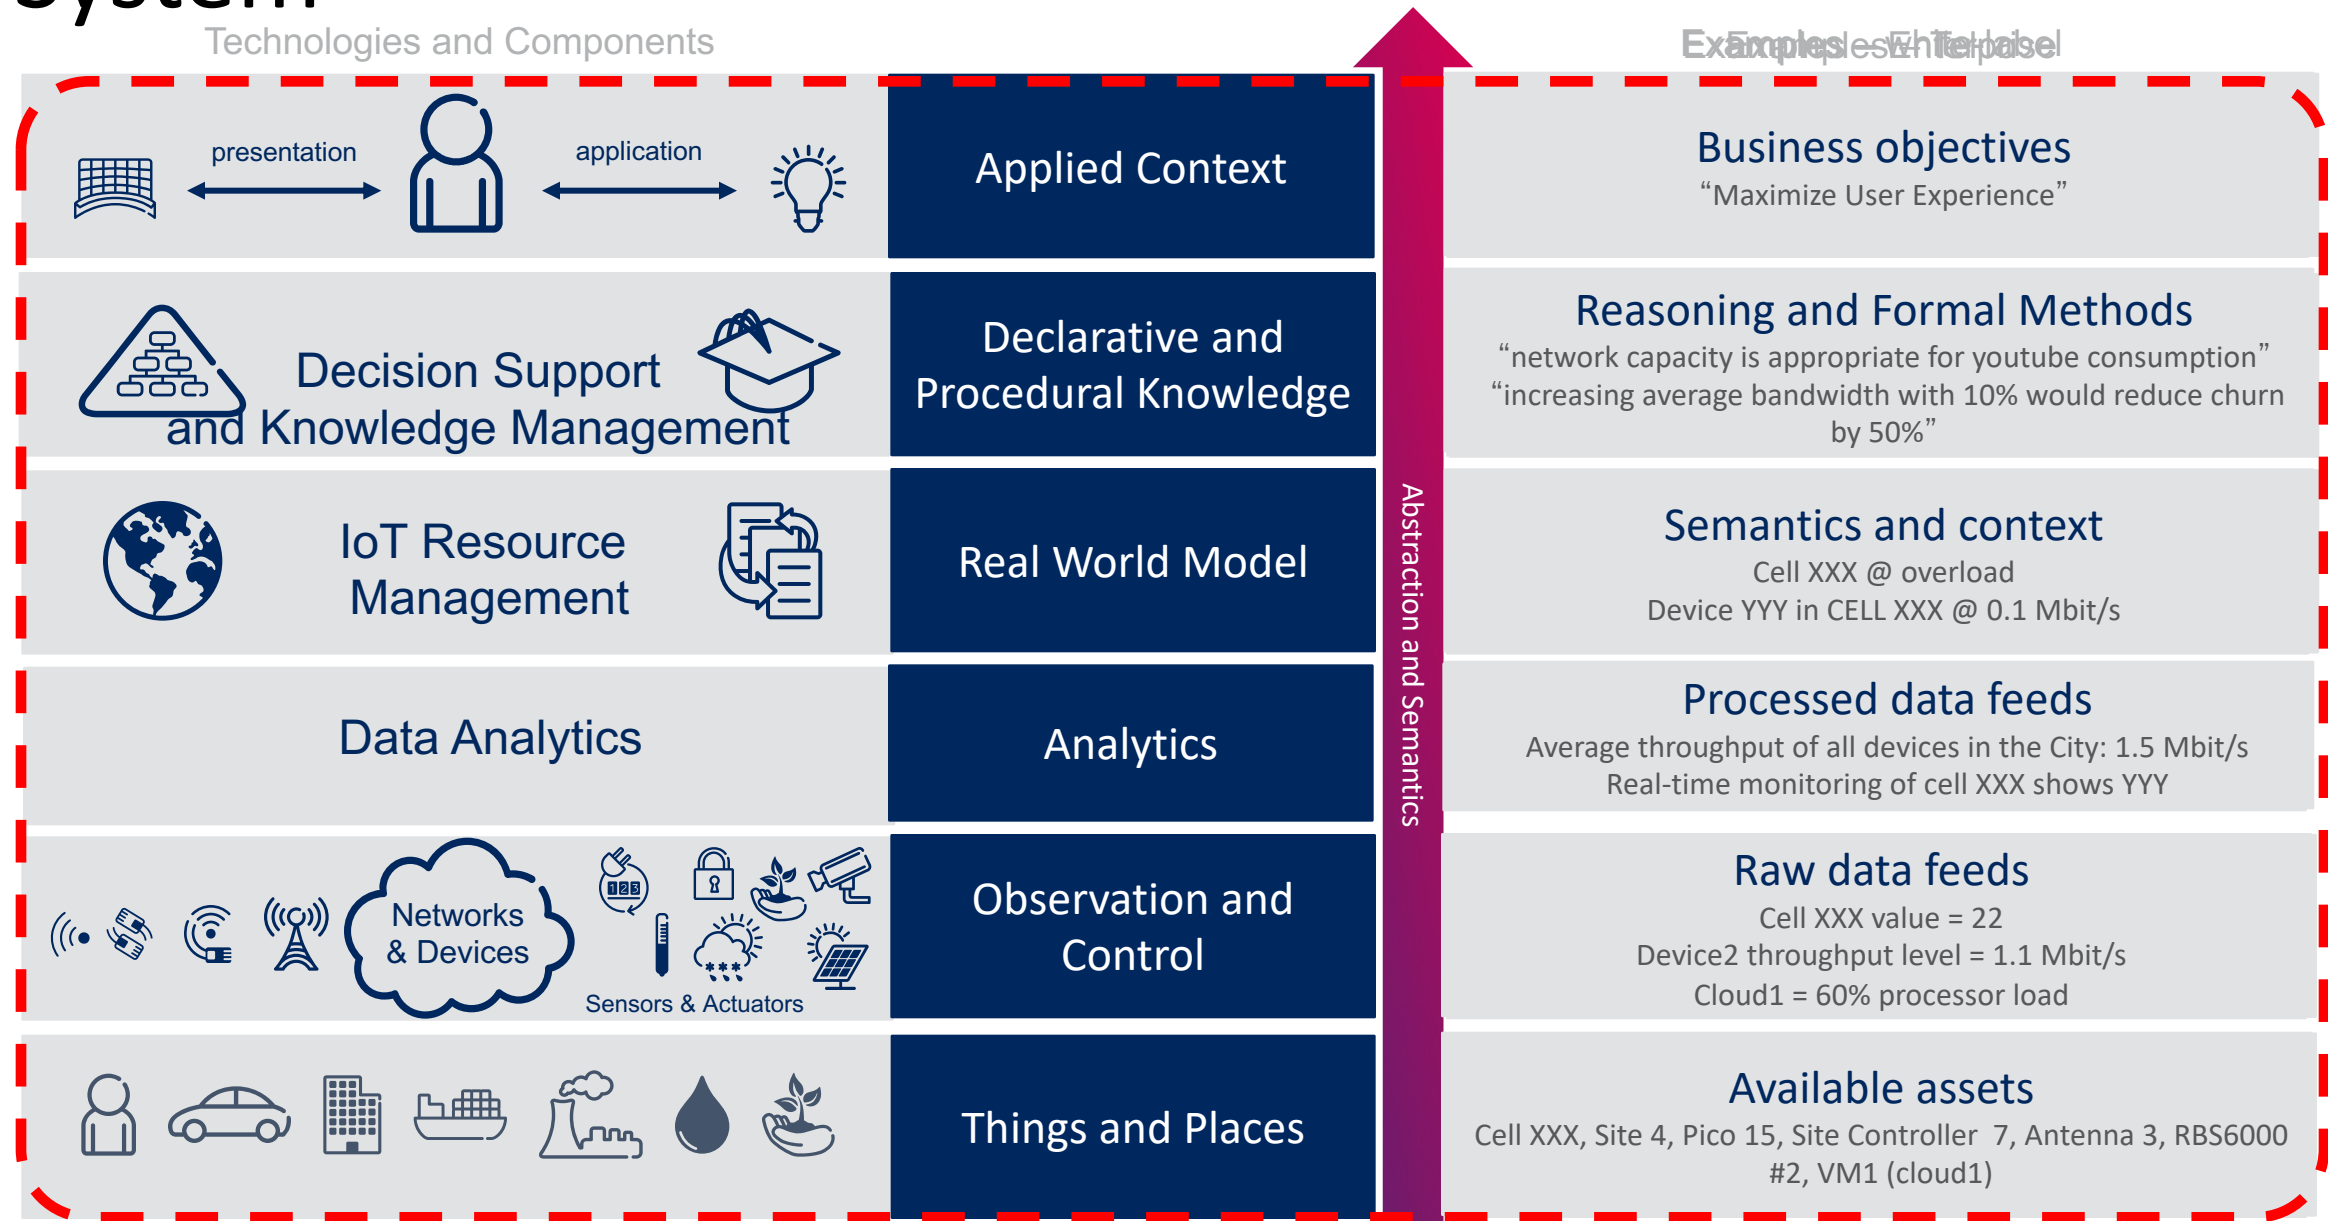 System
Technologies and Components
Examples
presentation
application
Applied Context
Business objectives
“Maximize User Experience”
Decision Support
and Knowledge Management
Declarative and
Procedural Knowledge
Reasoning and Formal Methods
“network capacity is appropriate for youtube consumption”
“increasing average bandwidth with 10% would reduce churn
by 50%”
IoT Resource
Management
Real World Model
Semantics and context
Cell XXX @ overload
Device YYY in CELL XXX @ 0.1 Mbit/s
Abstraction and Semantics
Data Analytics
Analytics
Processed data feeds
Average throughput of all devices in the City: 1.5 Mbit/s
Real-time monitoring of cell XXX shows YYY
Networks
& Devices
123
Sensors & Actuators
Observation and
Control
Raw data feeds
Cell XXX value = 22
Device2 throughput level = 1.1 Mbit/s
Cloud1 = 60% processor load
Things and Places
Available assets
Cell XXX, Site 4, Pico 15, Site Controller 7, Antenna 3, RBS6000
#2, VM1 (cloud1)